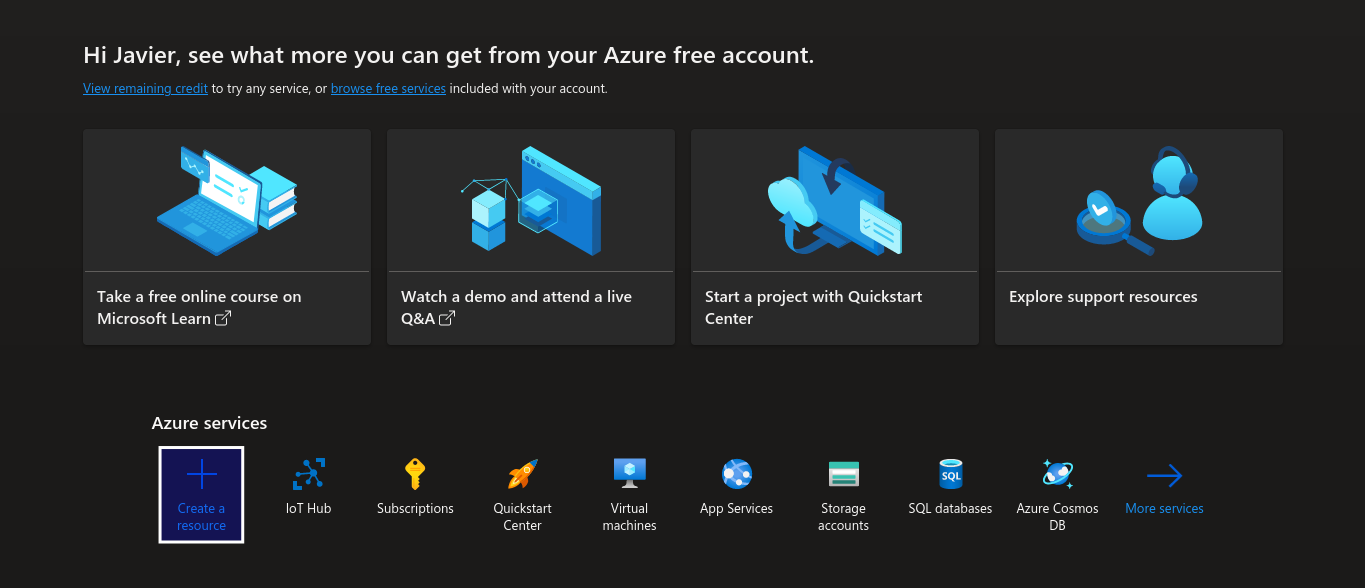 Hi Javier, see what more you can get from your Azure free account.
View remaining credit to try any service, or browse free services included with your account.
Take a free online course on
Microsoft Learn
Watch a demo and attend a live
Q&A
Start a project with Quickstart
Center
Explore support resources
Azure services
Create a
resource
IoT Hub
Subscriptions
Quickstart
Center
Virtual
machines
App Services
Storage
accounts
SQL
SQL databases
Azure Cosmos
DB
More services